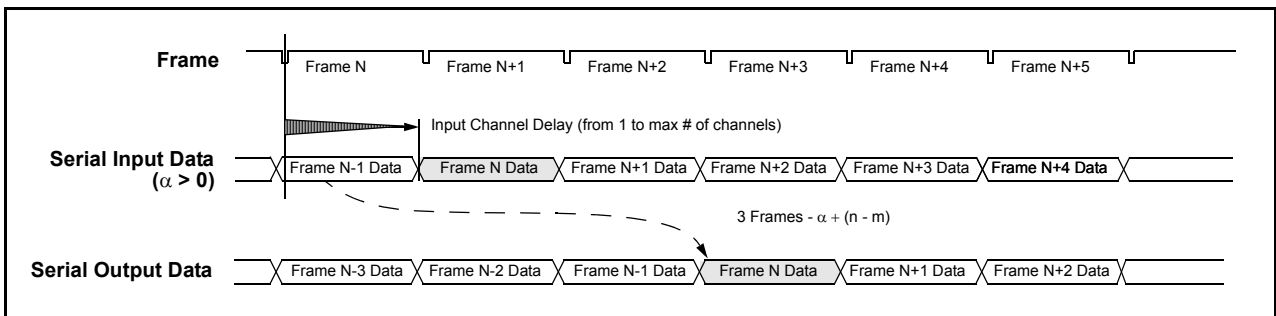 Frame
Frame N Frame N+1 Frame N+2 Frame N+3 Frame N+4 Frame N+5
Input Channel Delay (from 1 to max # of channels)
Serial Input Data
(α > 0)
Frame N-1 Data Frame N Data Frame N+1 Data Frame N+2 Data Frame N+3 Data Frame N+4 Data
3 Frames - α + (n - m)
Serial Output Data
Frame N-3 Data Frame N-2 Data Frame N-1 Data Frame N Data Frame N+1 Data Frame N+2 Data